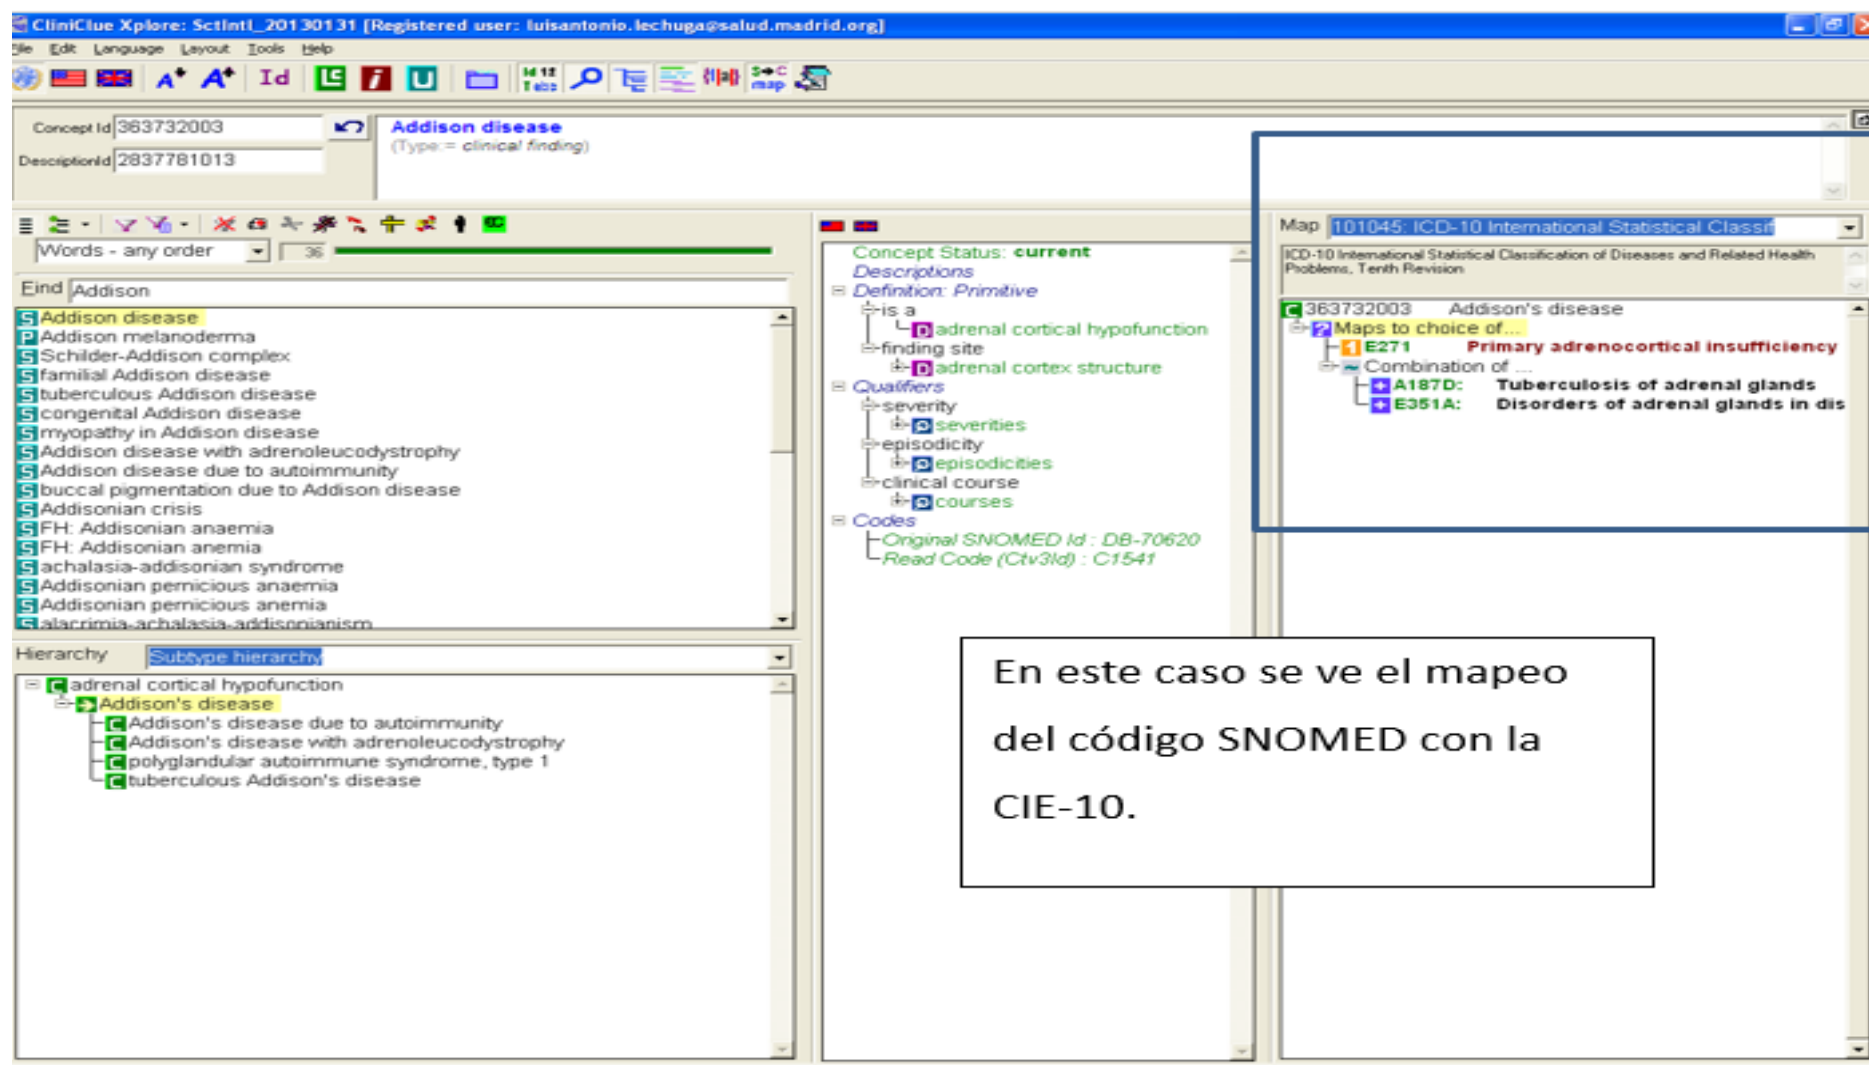 CliniClue Xplore: SctIntl_20130131 [Registered user: luisantonio.lechuga@salud.madrid.org]
File Edit Language Layout Tools Help
Id
Concept Id 363732003
DescriptionId 2837781013
Addison disease
(Type:= clinical finding)
Words - any order
36
Find Addison
Addison disease
Addison melanoderma
Schilder-Addison complex
familial Addison disease
tuberculous Addison disease
congenital Addison disease
myopathy in Addison disease
Addison disease with adrenoleucodystrophy
Addison disease due to autoimmunity
buccal pigmentation due to Addison disease
Addisonian crisis
FH: Addisonian anaemia
FH: Addisonian anemia
achalasia-addisonian syndrome
Addisonian pernicious anaemia
Addisonian pernicious anemia
alacrimia-achalasia-addisonianism
Hierarchy Subtype hierarchy
adrenal cortical hypofunction
Addison's disease
Addison's disease due to autoimmunity
Addison's disease with adrenoleucodystrophy
polyglandular autoimmune syndrome, type 1
tuberculous Addison's disease
Concept Status: current
Descriptions
Definition: Primitive
is a
adrenal cortical hypofunction
finding site
adrenal cortex structure
Qualifiers
severity
severities
episodicity
episodicities
clinical course
courses
Codes
Original SNOMED Id : DB-70620
Read Code (Ctv3Id) : C1541
Map 101045: ICD-10 International Statistical Classif
ICD-10 International Statistical Classification of Diseases and Related Health
Problems, Tenth Revision
363732003 Addison's disease
Maps to choice of...
E271 Primary adrenocortical insufficiency
Combination of ...
A187D: Tuberculosis of adrenal glands
E351A: Disorders of adrenal glands in dis
En este caso se ve el mapeo
del código SNOMED con la
CIE-10.